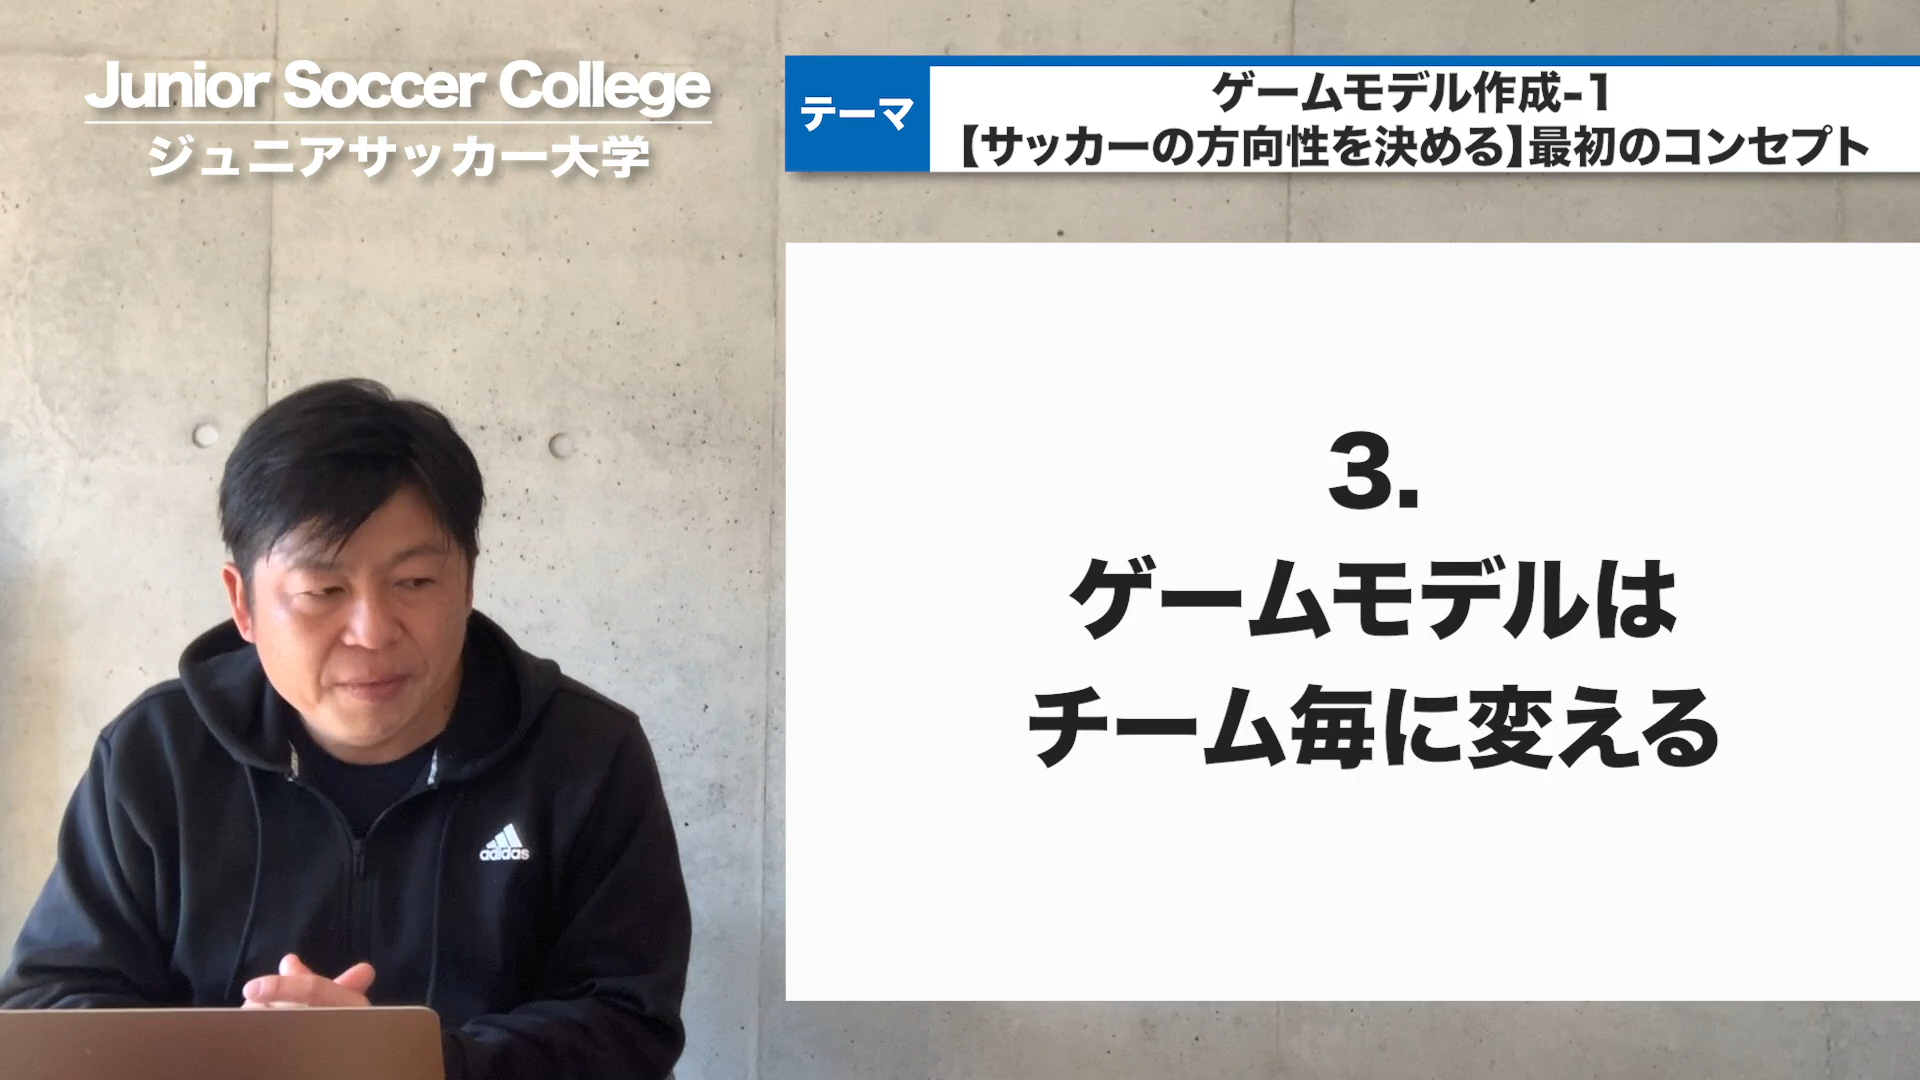 Junior Soccer College
ジュニアサッカー大学
テーマ
ゲームモデル作成-1
【サッカーの方向性を決める】最初のコンセプト
3.
ゲームモデルは
チーム毎に変える
adidas